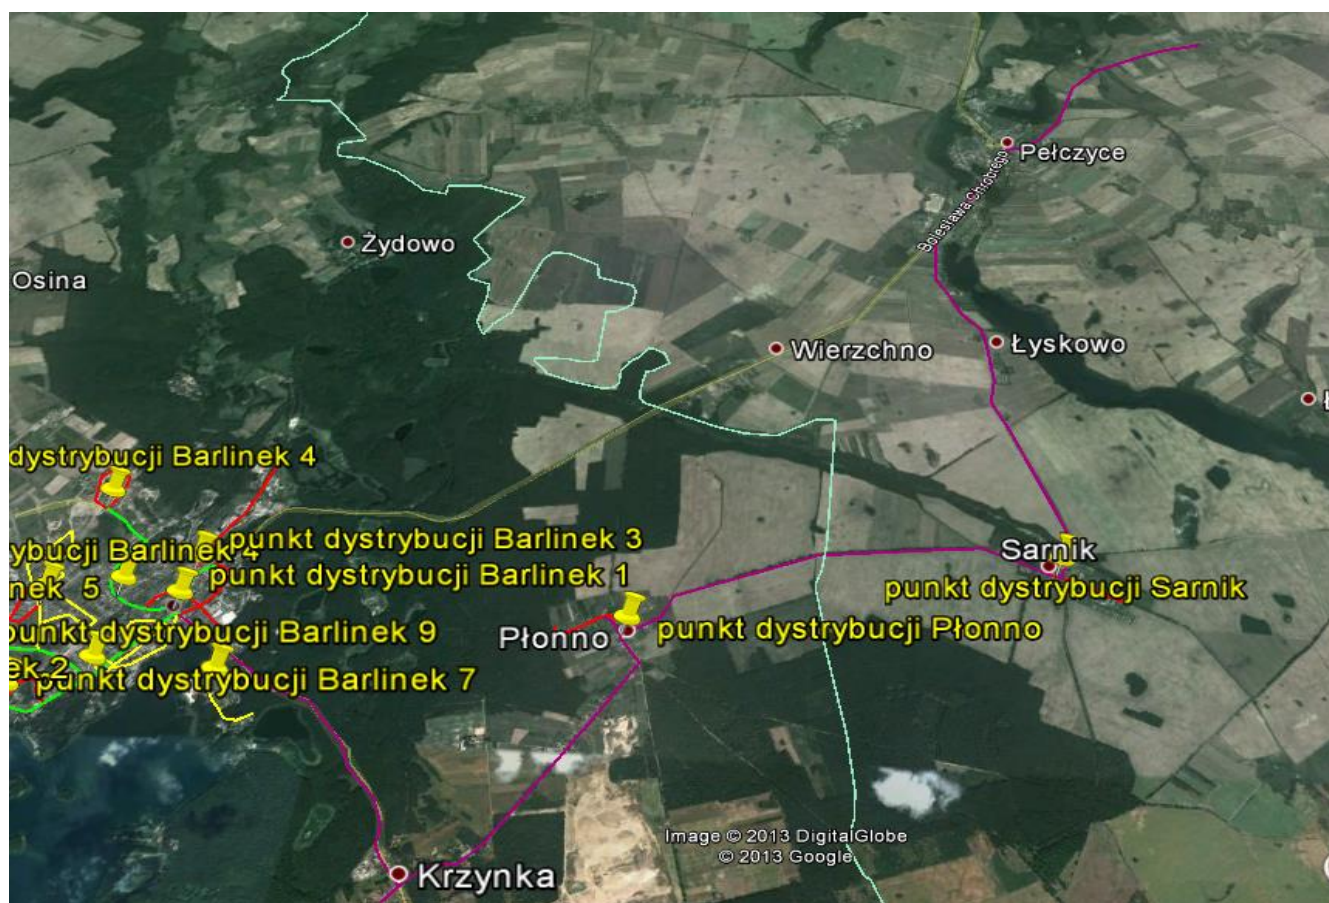 Pełczyce
Bolesława Chrobrego
Żydowo
Osina
Wierzchno
Łyskowo
Ł
dystrybucji Barlinek 4
punkt dystrybucji Barlinek 3
ybucji Barlinek 4
Sarnik
punkt dystrybucji Barlinek 1
nek 5
punkt dystrybucji Sarnik
punkt dystrybucji Barlinek 9
Płonno
punkt dystrybucji Płonno
ek 2
punkt dystrybucji Barlinek 7
Image © 2013 DigitalGlobe
© 2013 Google
Krzynka